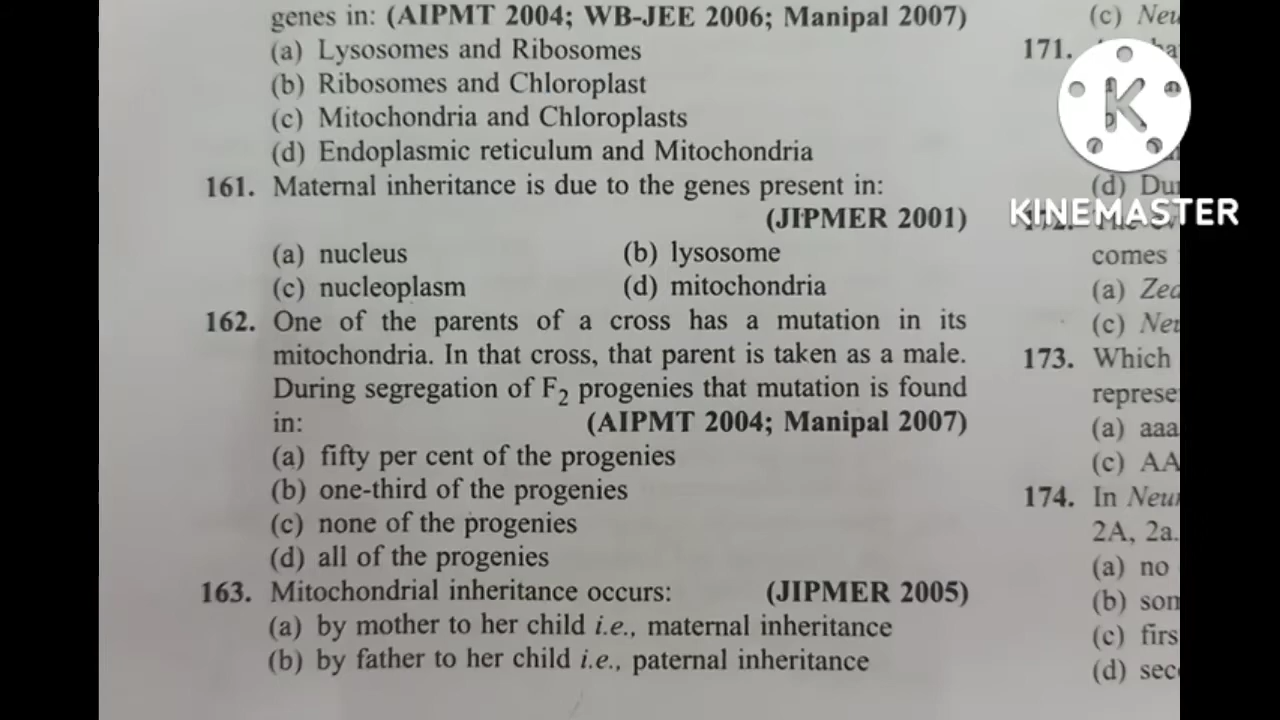 genes in: (AIPMT 2004; WB-JEE 2006; Manipal 2007)
(a) Lysosomes and Ribosomes
(b) Ribosomes and Chloroplast
(c) Mitochondria and Chloroplasts
(d) Endoplasmic reticulum and Mitochondria
161. Maternal inheritance is due to the genes present in:
(JIPMER 2001)
(a) nucleus (b) lysosome
(c) nucleoplasm (d) mitochondria
162. One of the parents of a cross has a mutation in its
mitochondria. In that cross, that parent is taken as a male.
During segregation of F₂ progenies that mutation is found
in: (AIPMT 2004; Manipal 2007)
(a) fifty per cent of the progenies
(b) one-third of the progenies
(c) none of the progenies
(d) all of the progenies
163. Mitochondrial inheritance occurs: (JIPMER 2005)
(a) by mother to her child i.e., maternal inheritance
(b) by father to her child i.e., paternal inheritance
(c)
171.
K
(d)
KINEMASTER
comes
(a)
(c)
173. Which
(a) aaa
(c) AA
174. In
2A, 2a.
(a) no
(b)
(c)
(d)